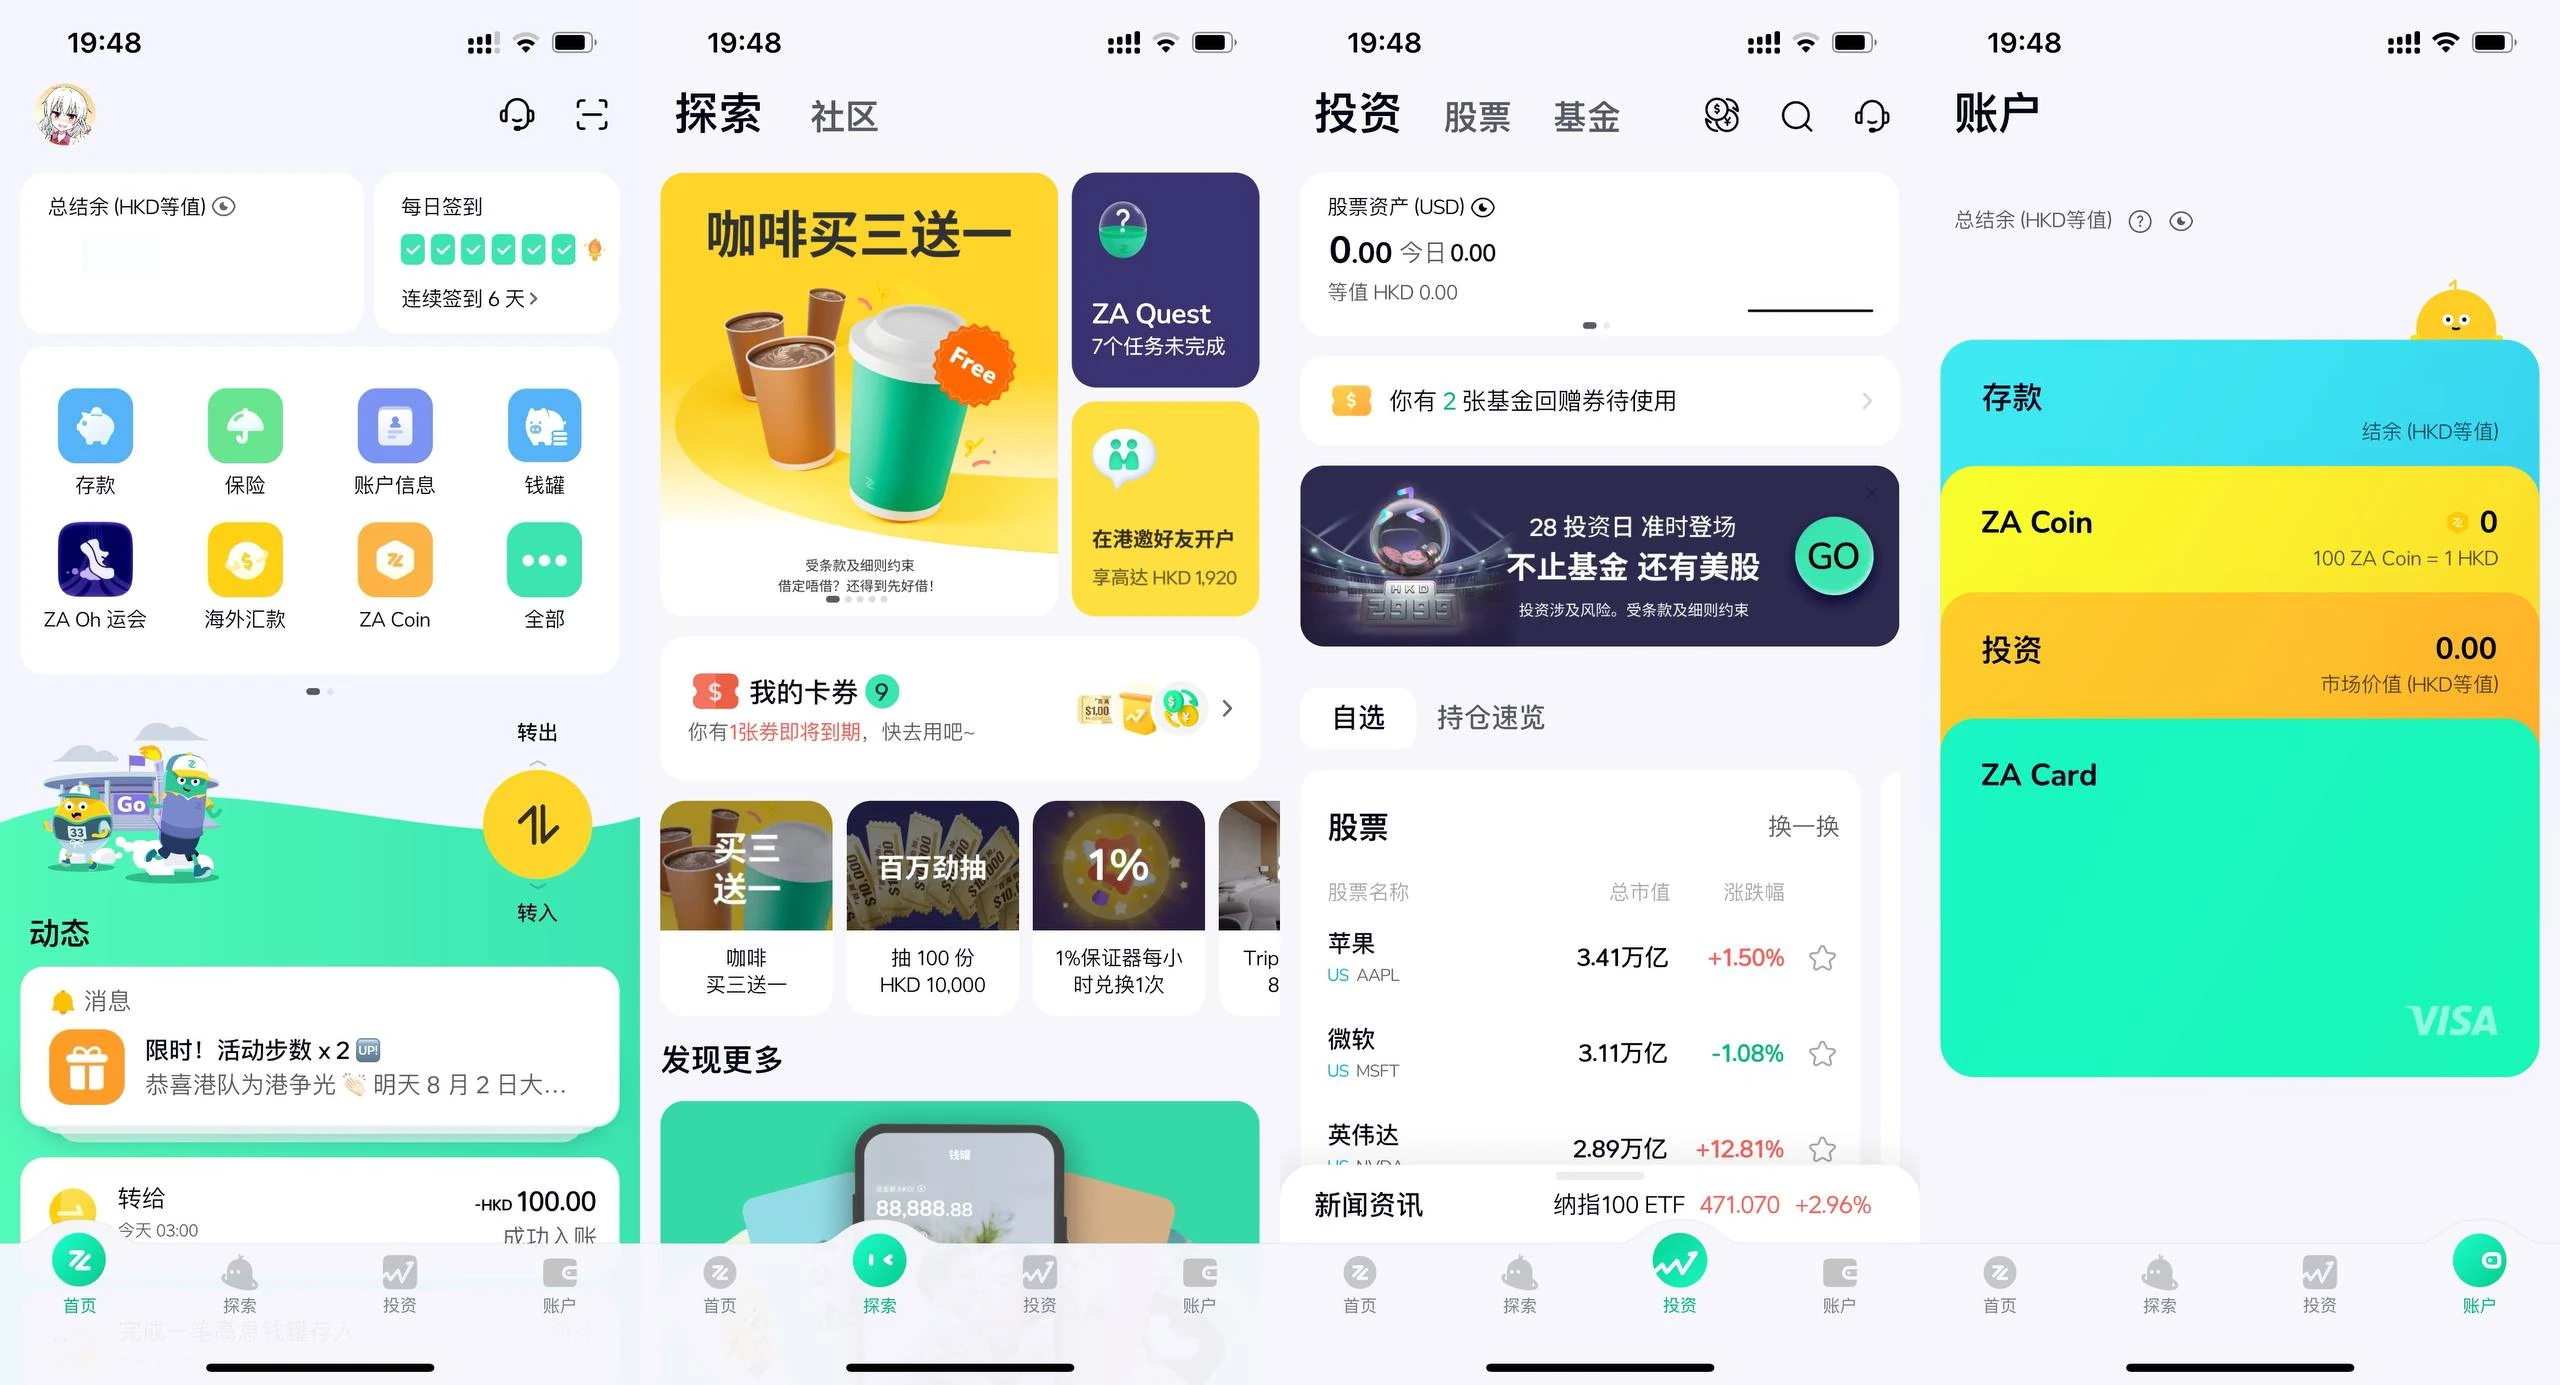 19:48
总结余 (HKD等值)
每日签到
连续签到 6 天
存款
保险
账户信息
钱罐
ZA Oh 运会
海外汇款
ZA Coin
全部
转出
Go
33
转入
动态
消息
限时！活动步数 x 2 UP!
恭喜港队为港争光 👏🏻 明天 8 月 2 日大...
转给
-HKD 100.00
今天 03:00
成功入账
完成一笔高息钱罐存入
首页
探索
投资
账户
19:48
探索
社区
咖啡买三送一
Free
受条款及细则约束
借定唔借？还得到先好借！
ZA Quest
7个任务未完成
在港邀好友开户
享高达 HKD 1,920
我的卡券 9
你有1张券即将到期，快去用吧~
$1,00
买三
送一
咖啡
买三送一
百万劲抽
抽 100 份
HKD 10,000
1%
1%保证器每小
时兑换1次
Trip
8
发现更多
钱罐
88,888.88
首页
探索
投资
账户
19:48
投资
股票
基金
股票资产 (USD)
0.00 今日 0.00
等值 HKD 0.00
你有 2 张基金回赠券待使用
28 投资日 准时登场
不止基金 还有美股
投资涉及风险。受条款及细则约束
GO
HKD
2999
自选
持仓速览
股票
换一换
股票名称
总市值
涨跌幅
苹果
US AAPL
3.41万亿
+1.50%
微软
US MSFT
3.11万亿
-1.08%
英伟达
US NVDA
2.89万亿
+12.81%
新闻资讯
纳指100 ETF 471.070 +2.96%
首页
探索
投资
账户
19:48
账户
总结余 (HKD等值)
存款
结余 (HKD等值)
ZA Coin
0
100 ZA Coin = 1 HKD
投资
0.00
市场价值 (HKD等值)
ZA Card
VISA
首页
探索
投资
账户